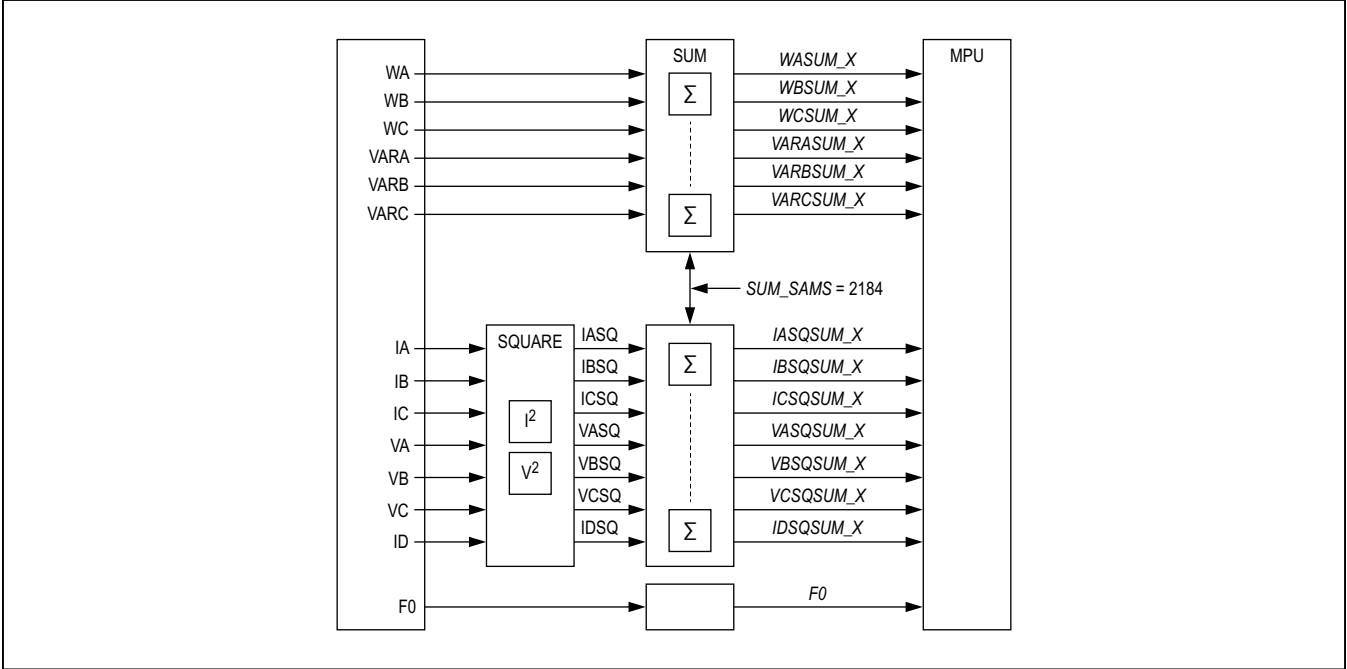 SUM
MPU
WA
WASUM_X
WB
Σ
WBSUM_X
WC
WCSUM_X
VARA
VARASUM_X
VARB
VARBSUM_X
VARC
Σ
VARCSUM_X
SUM_SAMS = 2184
SQUARE
IA
IASQ
IASQSUM_X
Σ
IB
IBSQ
IBSQSUM_X
IC
I²
ICSQ
ICSQSUM_X
VA
VASQ
VASQSUM_X
VB
V²
VBSQ
VBSQSUM_X
VC
VCSQ
VCSQSUM_X
ID
IDSQ
Σ
IDSQSUM_X
F0
F0